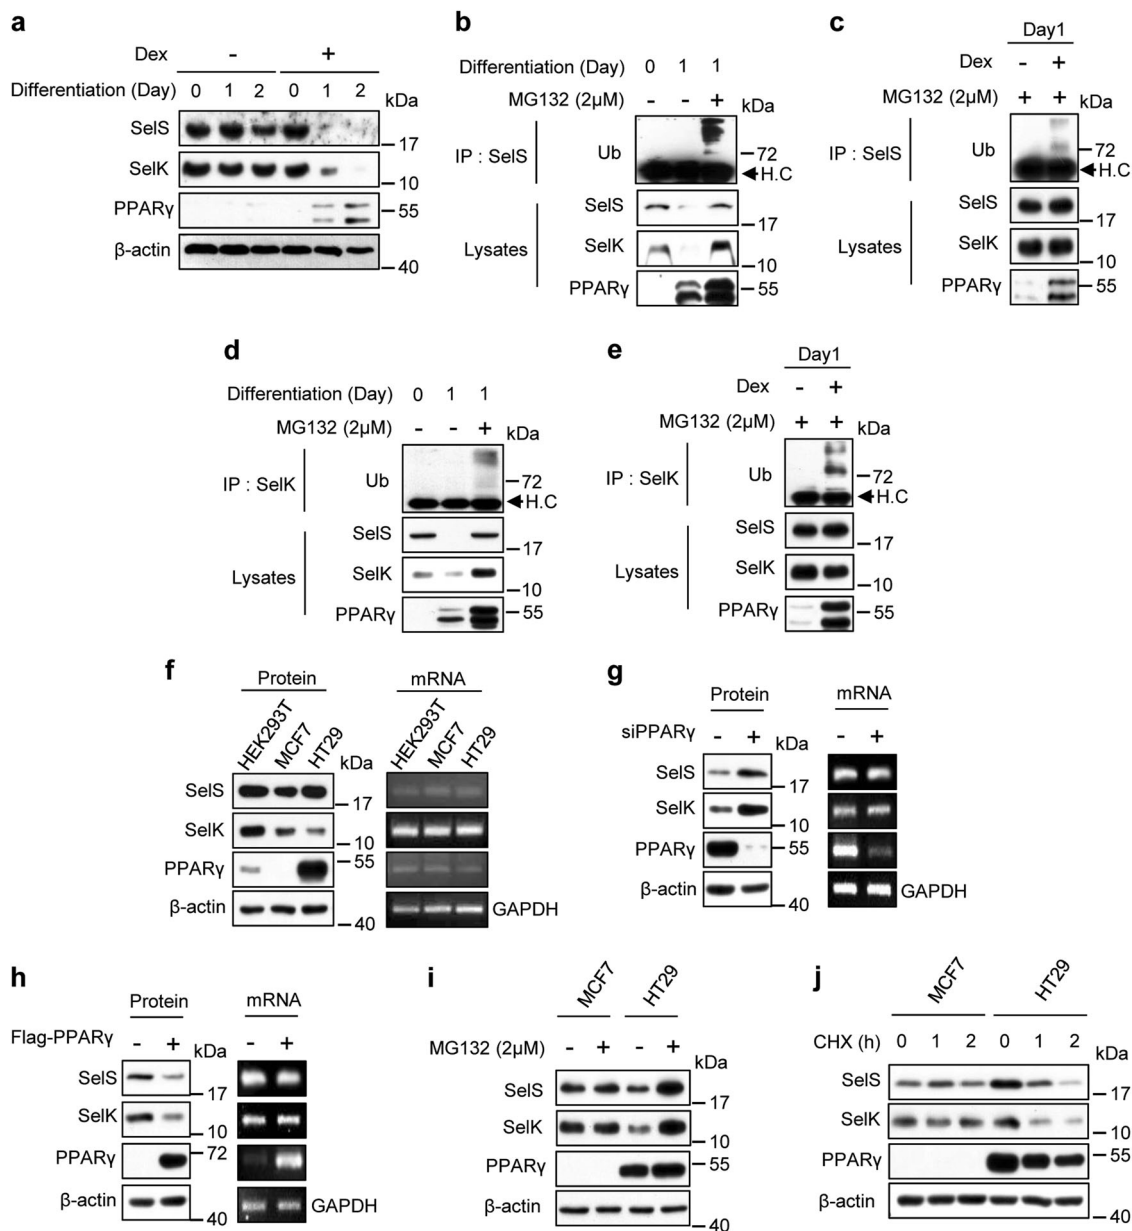 a
Dex - +
Differentiation (Day) 0 1 2 0 1 2 kDa
SelS 17
SelK 10
PPARγ 55
β-actin 40
b
Differentiation (Day) 0 1 1
MG132 (2μM) - - + kDa
IP : SelS Ub 72
H.C
Lysates
SelS 17
SelK 10
PPARγ 55
c
Day1
Dex - +
MG132 (2μM) + + kDa
IP : SelS Ub 72
H.C
Lysates
SelS 17
SelK 10
PPARγ 55
d
Differentiation (Day) 0 1 1
MG132 (2μM) - - + kDa
IP : SelK Ub 72
H.C
Lysates
SelS 17
SelK 10
PPARγ 55
e
Day1
Dex - +
MG132 (2μM) + + kDa
IP : SelK Ub 72
H.C
Lysates
SelS 17
SelK 10
PPARγ 55
f
Protein mRNA
HEK293T MCF7 HT29 kDa HEK293T MCF7 HT29
SelS 17
SelK 10
PPARγ 55
β-actin 40 GAPDH
g
Protein mRNA
siPPARγ - + kDa - +
SelS 17
SelK 10
PPARγ 55
β-actin 40 GAPDH
h
Protein mRNA
Flag-PPARγ - + kDa - +
SelS 17
SelK 10
PPARγ 72
β-actin 40 GAPDH
i
MCF7 HT29
MG132 (2μM) - + - + kDa
SelS 17
SelK 10
PPARγ 55
β-actin 40
j
MCF7 HT29
CHX (h) 0 1 2 0 1 2 kDa
SelS 17
SelK 10
PPARγ 55
β-actin 40